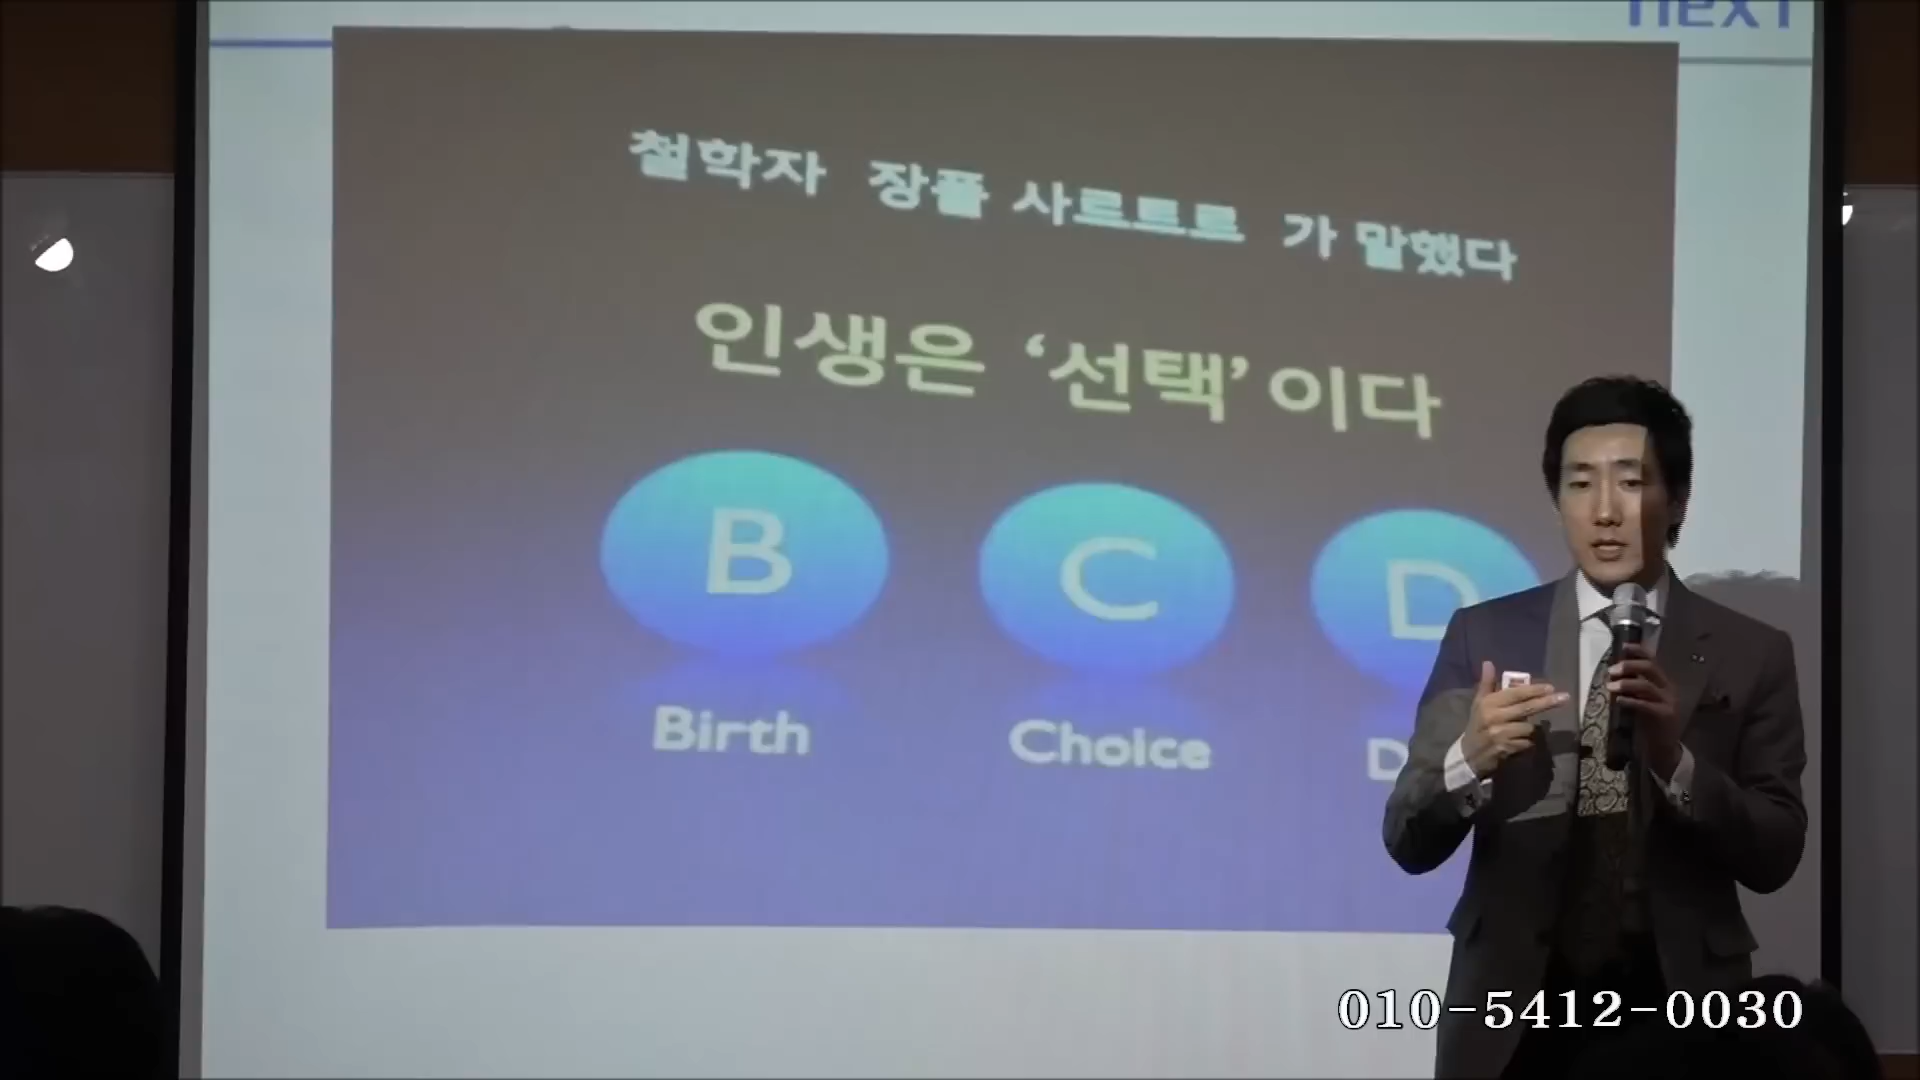 next
철학자 장폴 사르트르 가 말했다
인생은 ‘선택’이다
B C D
Birth Choice
010-5412-0030